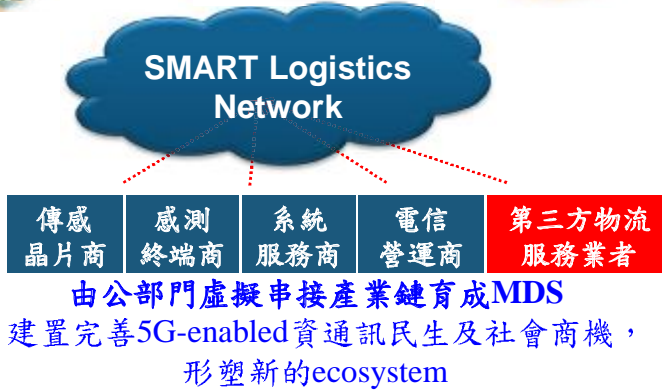 SMART Logistics
Network
傳感
晶片商
感測
終端商
系統
服務商
電信
營運商
第三方物流
服務業者
由公部門虛擬串接產業鏈育成MDS
建置完善5G-enabled資通訊民生及社會商機，
形塑新的ecosystem